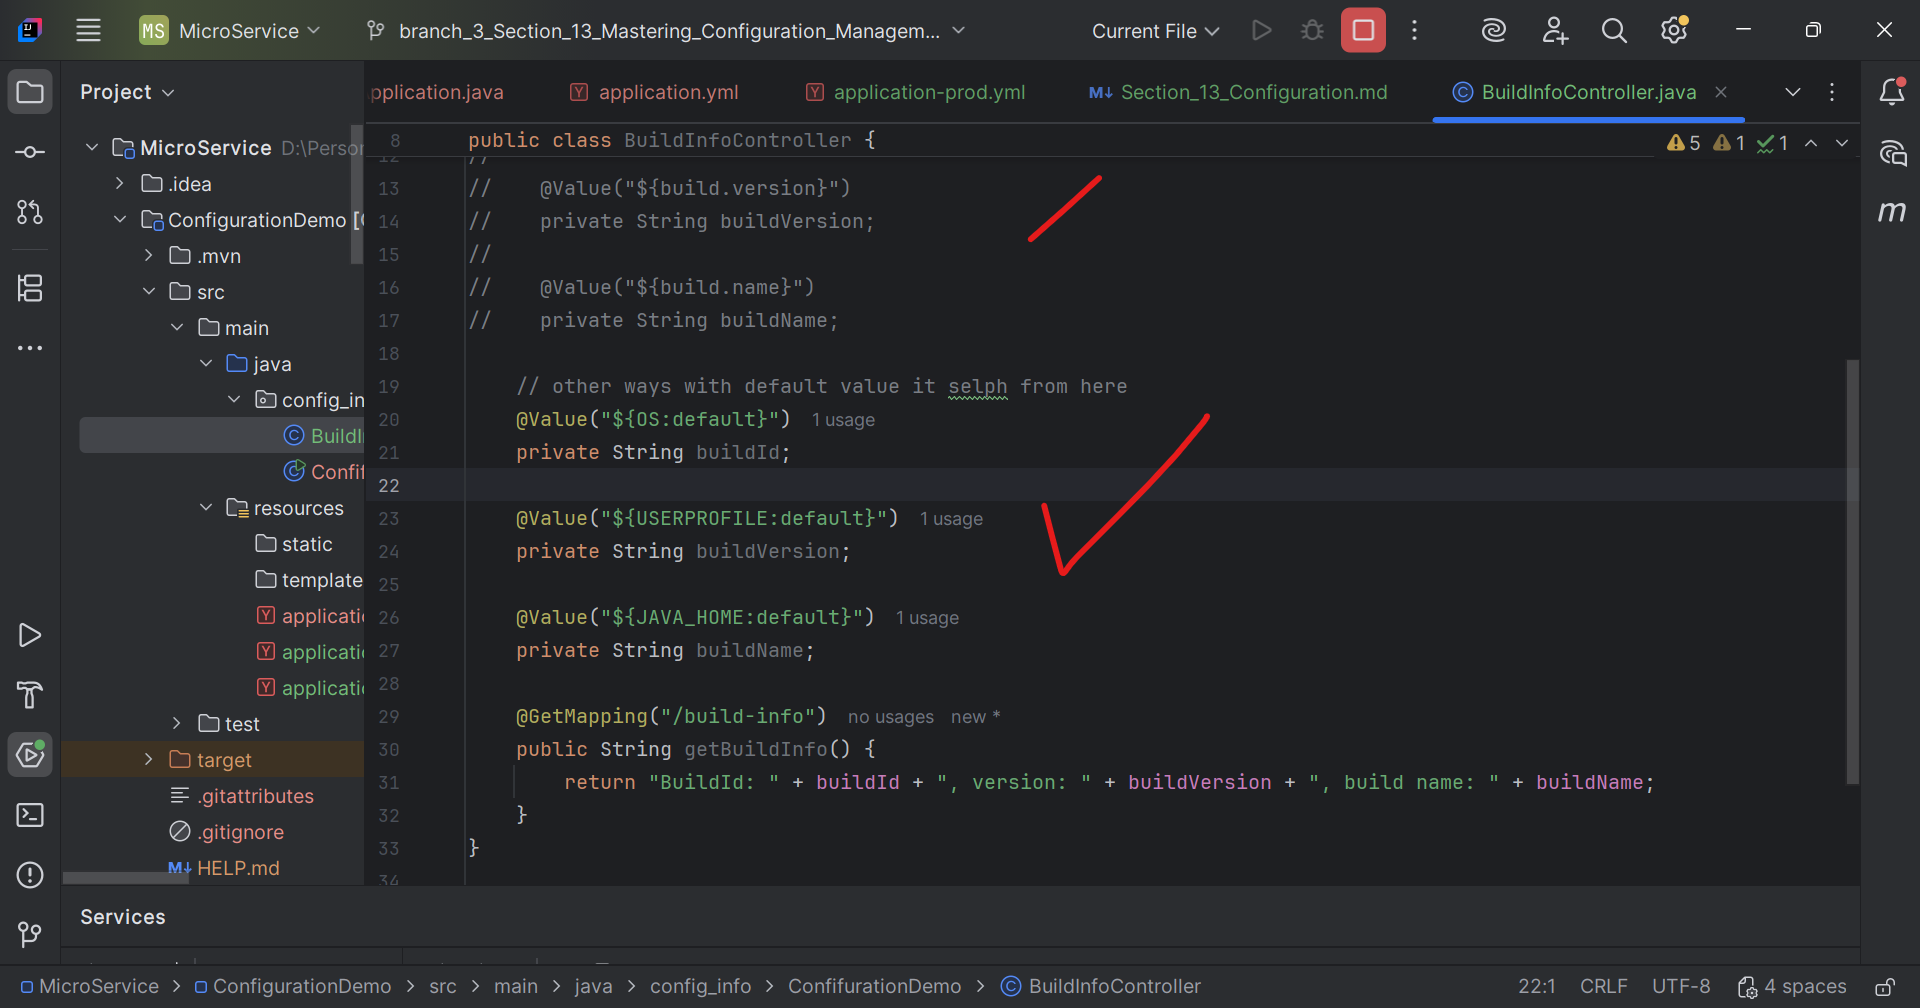 MS MicroService branch_3_Section_13_Mastering_Configuration_Managem... Current File
Project
pplication.java application.yml application-prod.yml Section_13_Configuration.md BuildInfoController.java
8 public class BuildInfoController {
5 1 1
MicroService D:\Persor
.idea
ConfigurationDemo [
.mvn
src
main
java
config_in
BuildI
Confif
resources
static
template
applicati
applicati
applicati
test
target
.gitattributes
.gitignore
HELP.md
12 //
13 // @Value("${build.version}")
14 // private String buildVersion;
15 //
16 // @Value("${build.name}")
17 // private String buildName;
18
19 // other ways with default value it selph from here
20 @Value("${OS:default}") 1 usage
21 private String buildId;
22
23 @Value("${USERPROFILE:default}") 1 usage
24 private String buildVersion;
25
26 @Value("${JAVA_HOME:default}") 1 usage
27 private String buildName;
28
29 @GetMapping("/build-info") no usages new *
30 public String getBuildInfo() {
31 return "BuildId: " + buildId + ", version: " + buildVersion + ", build name: " + buildName;
32 }
33 }
34
Services
MicroService > ConfigurationDemo > src > main > java > config_info > ConfifurationDemo > BuildInfoController 22:1 CRLF UTF-8 4 spaces